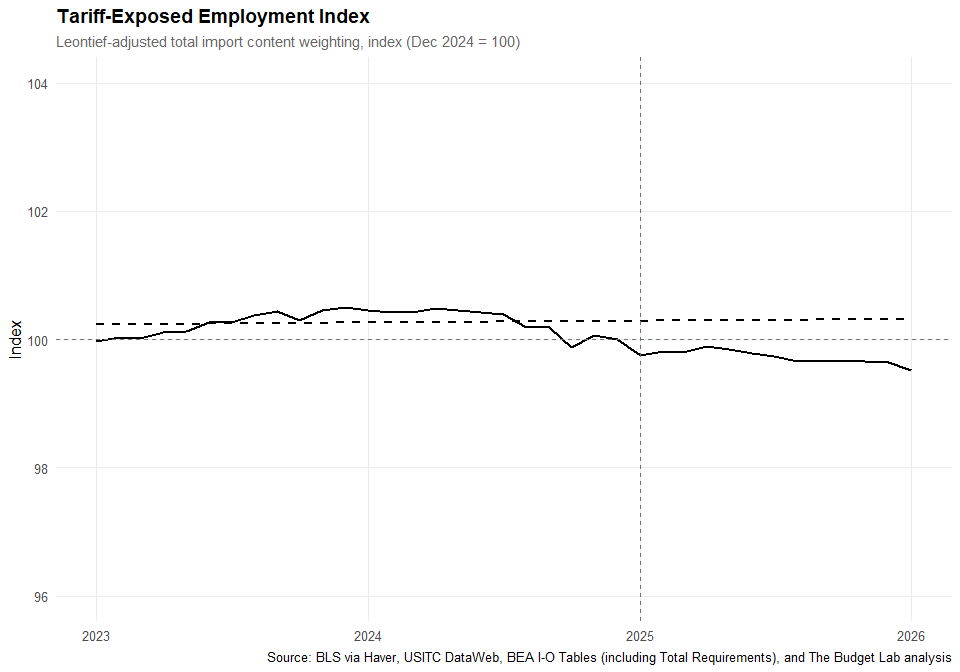 Tariff-Exposed Employment Index
Leontief-adjusted total import content weighting, index (Dec 2024 = 100)
104
102
100
98
96
Index
2023
2024
2025
2026
Source: BLS via Haver, USITC DataWeb, BEA I-O Tables (including Total Requirements), and The Budget Lab analysis